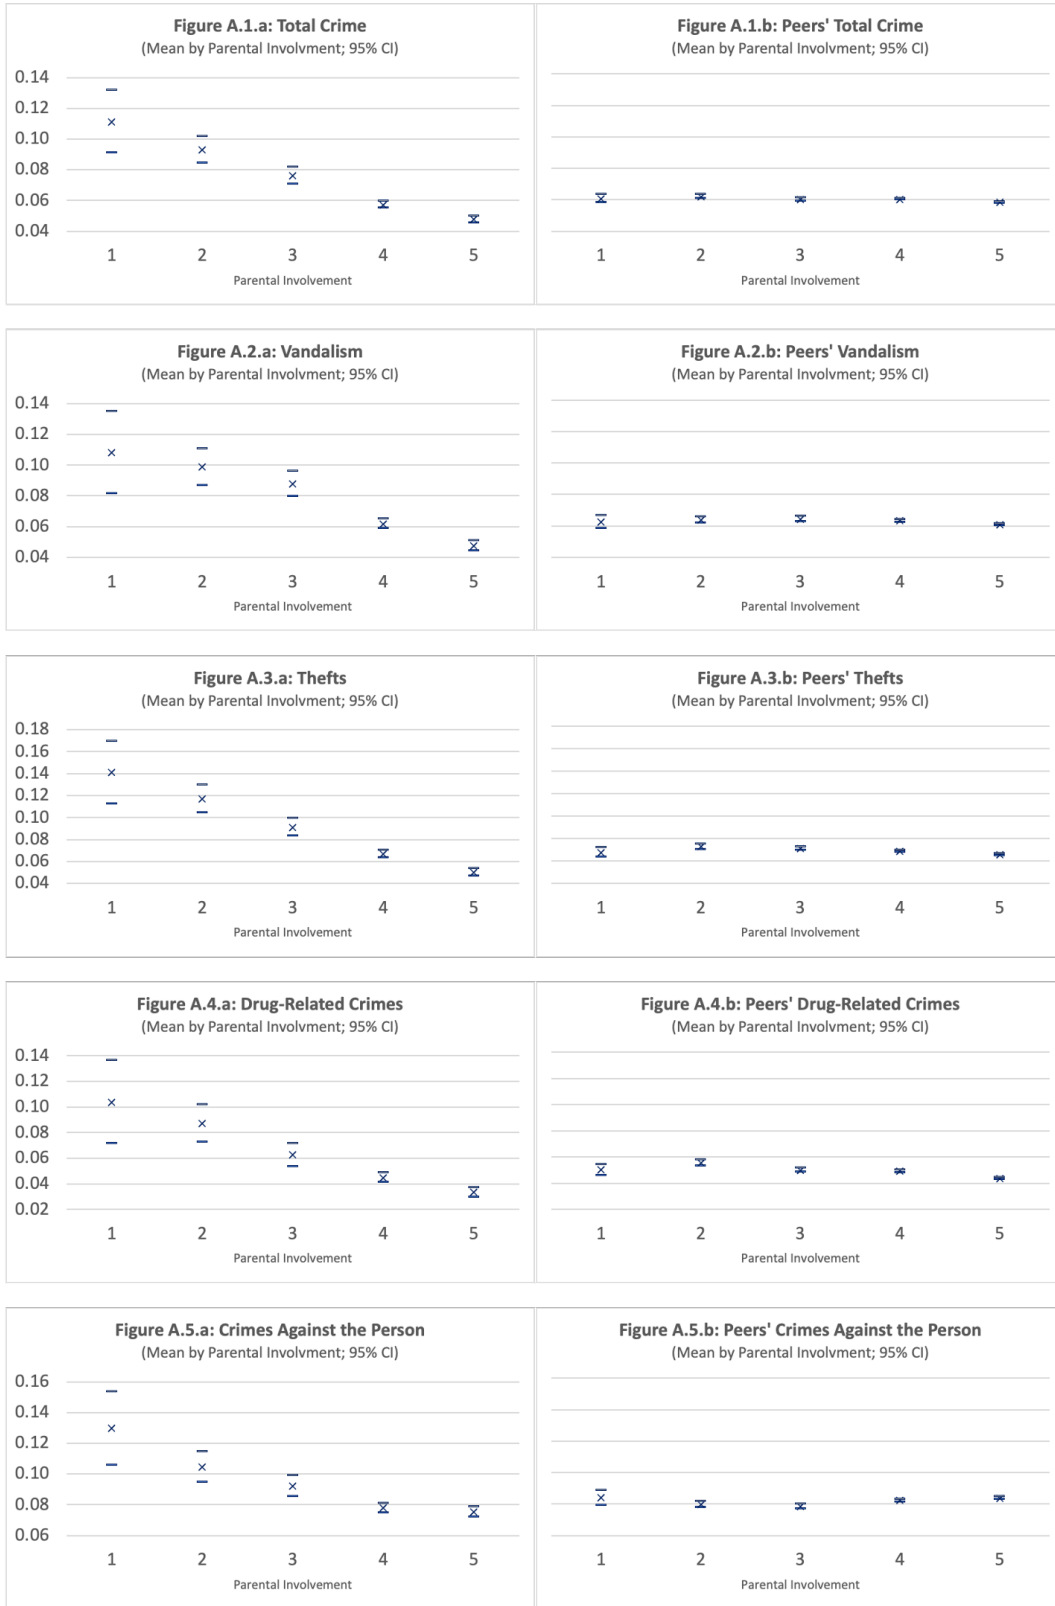 Figure A.1.a: Total Crime
(Mean by Parental Involvment; 95% CI)
0.14
0.12
0.10
0.08
0.06
0.04
1 2 3 4 5
Parental Involvement
Figure A.1.b: Peers' Total Crime
(Mean by Parental Involvment; 95% CI)
1 2 3 4 5
Parental Involvement
Figure A.2.a: Vandalism
(Mean by Parental Involvment; 95% CI)
0.14
0.12
0.10
0.08
0.06
0.04
1 2 3 4 5
Parental Involvement
Figure A.2.b: Peers' Vandalism
(Mean by Parental Involvment; 95% CI)
1 2 3 4 5
Parental Involvement
Figure A.3.a: Thefts
(Mean by Parental Involvment; 95% CI)
0.18
0.16
0.14
0.12
0.10
0.08
0.06
0.04
1 2 3 4 5
Parental Involvement
Figure A.3.b: Peers' Thefts
(Mean by Parental Involvment; 95% CI)
1 2 3 4 5
Parental Involvement
Figure A.4.a: Drug-Related Crimes
(Mean by Parental Involvment; 95% CI)
0.14
0.12
0.10
0.08
0.06
0.04
0.02
1 2 3 4 5
Parental Involvement
Figure A.4.b: Peers' Drug-Related Crimes
(Mean by Parental Involvment; 95% CI)
1 2 3 4 5
Parental Involvement
Figure A.5.a: Crimes Against the Person
(Mean by Parental Involvment; 95% CI)
0.16
0.14
0.12
0.10
0.08
0.06
1 2 3 4 5
Parental Involvement
Figure A.5.b: Peers' Crimes Against the Person
(Mean by Parental Involvment; 95% CI)
1 2 3 4 5
Parental Involvement